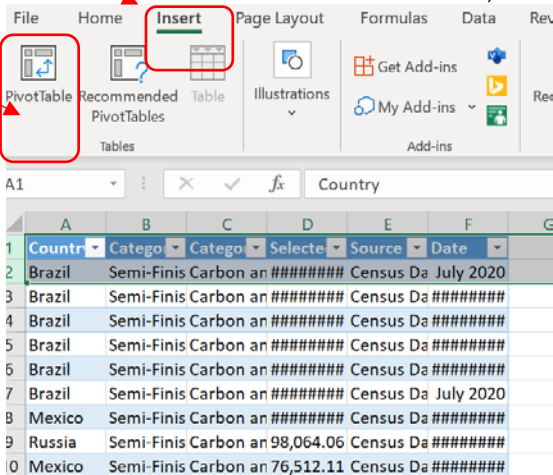 File Home Insert Page Layout Formulas Data Rev
PivotTable Recommended PivotTables Table Illustrations Get Add-ins My Add-ins Rec
Tables Add-ins
A1 fx Country
A B C D E F G
1 Countr Catego Catego Selecte Source Date
2 Brazil Semi-Finis Carbon an ######## Census Da July 2020
3 Brazil Semi-Finis Carbon an ######## Census Da ########
4 Brazil Semi-Finis Carbon an ######## Census Da ########
5 Brazil Semi-Finis Carbon an ######## Census Da ########
6 Brazil Semi-Finis Carbon an ######## Census Da ########
7 Brazil Semi-Finis Carbon an ######## Census Da July 2020
8 Mexico Semi-Finis Carbon an ######## Census Da ########
9 Russia Semi-Finis Carbon an 98,064.06 Census Da ########
10 Mexico Semi-Finis Carbon an 76,512.11 Census Da ########